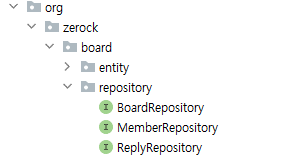 org
zerock
board
entity
repository
I BoardRepository
I MemberRepository
I ReplyRepository